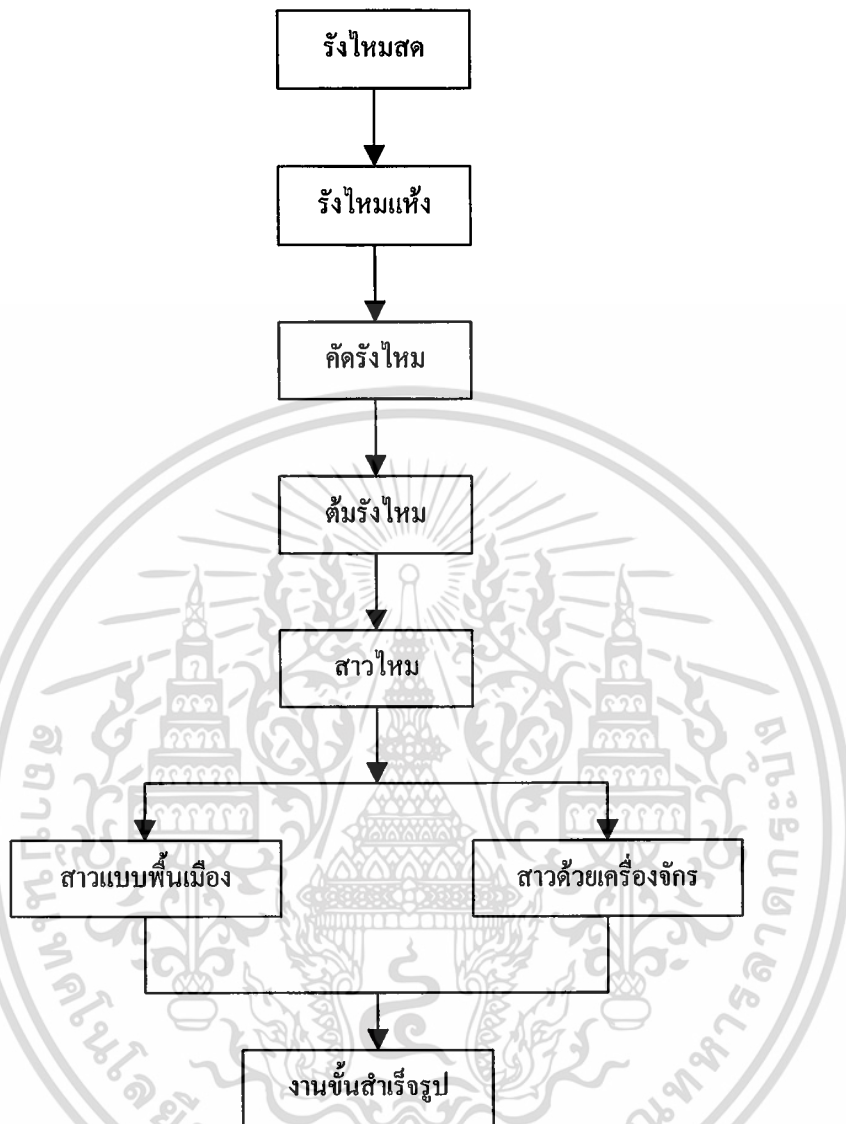 รังไหมสด
รังไหมแห้ง
คัดรังไหม
ต้มรังไหม
สาวไหม
สาวแบบพื้นเมือง
สาวด้วยเครื่องจักร
งานขั้นสำเร็จรูป